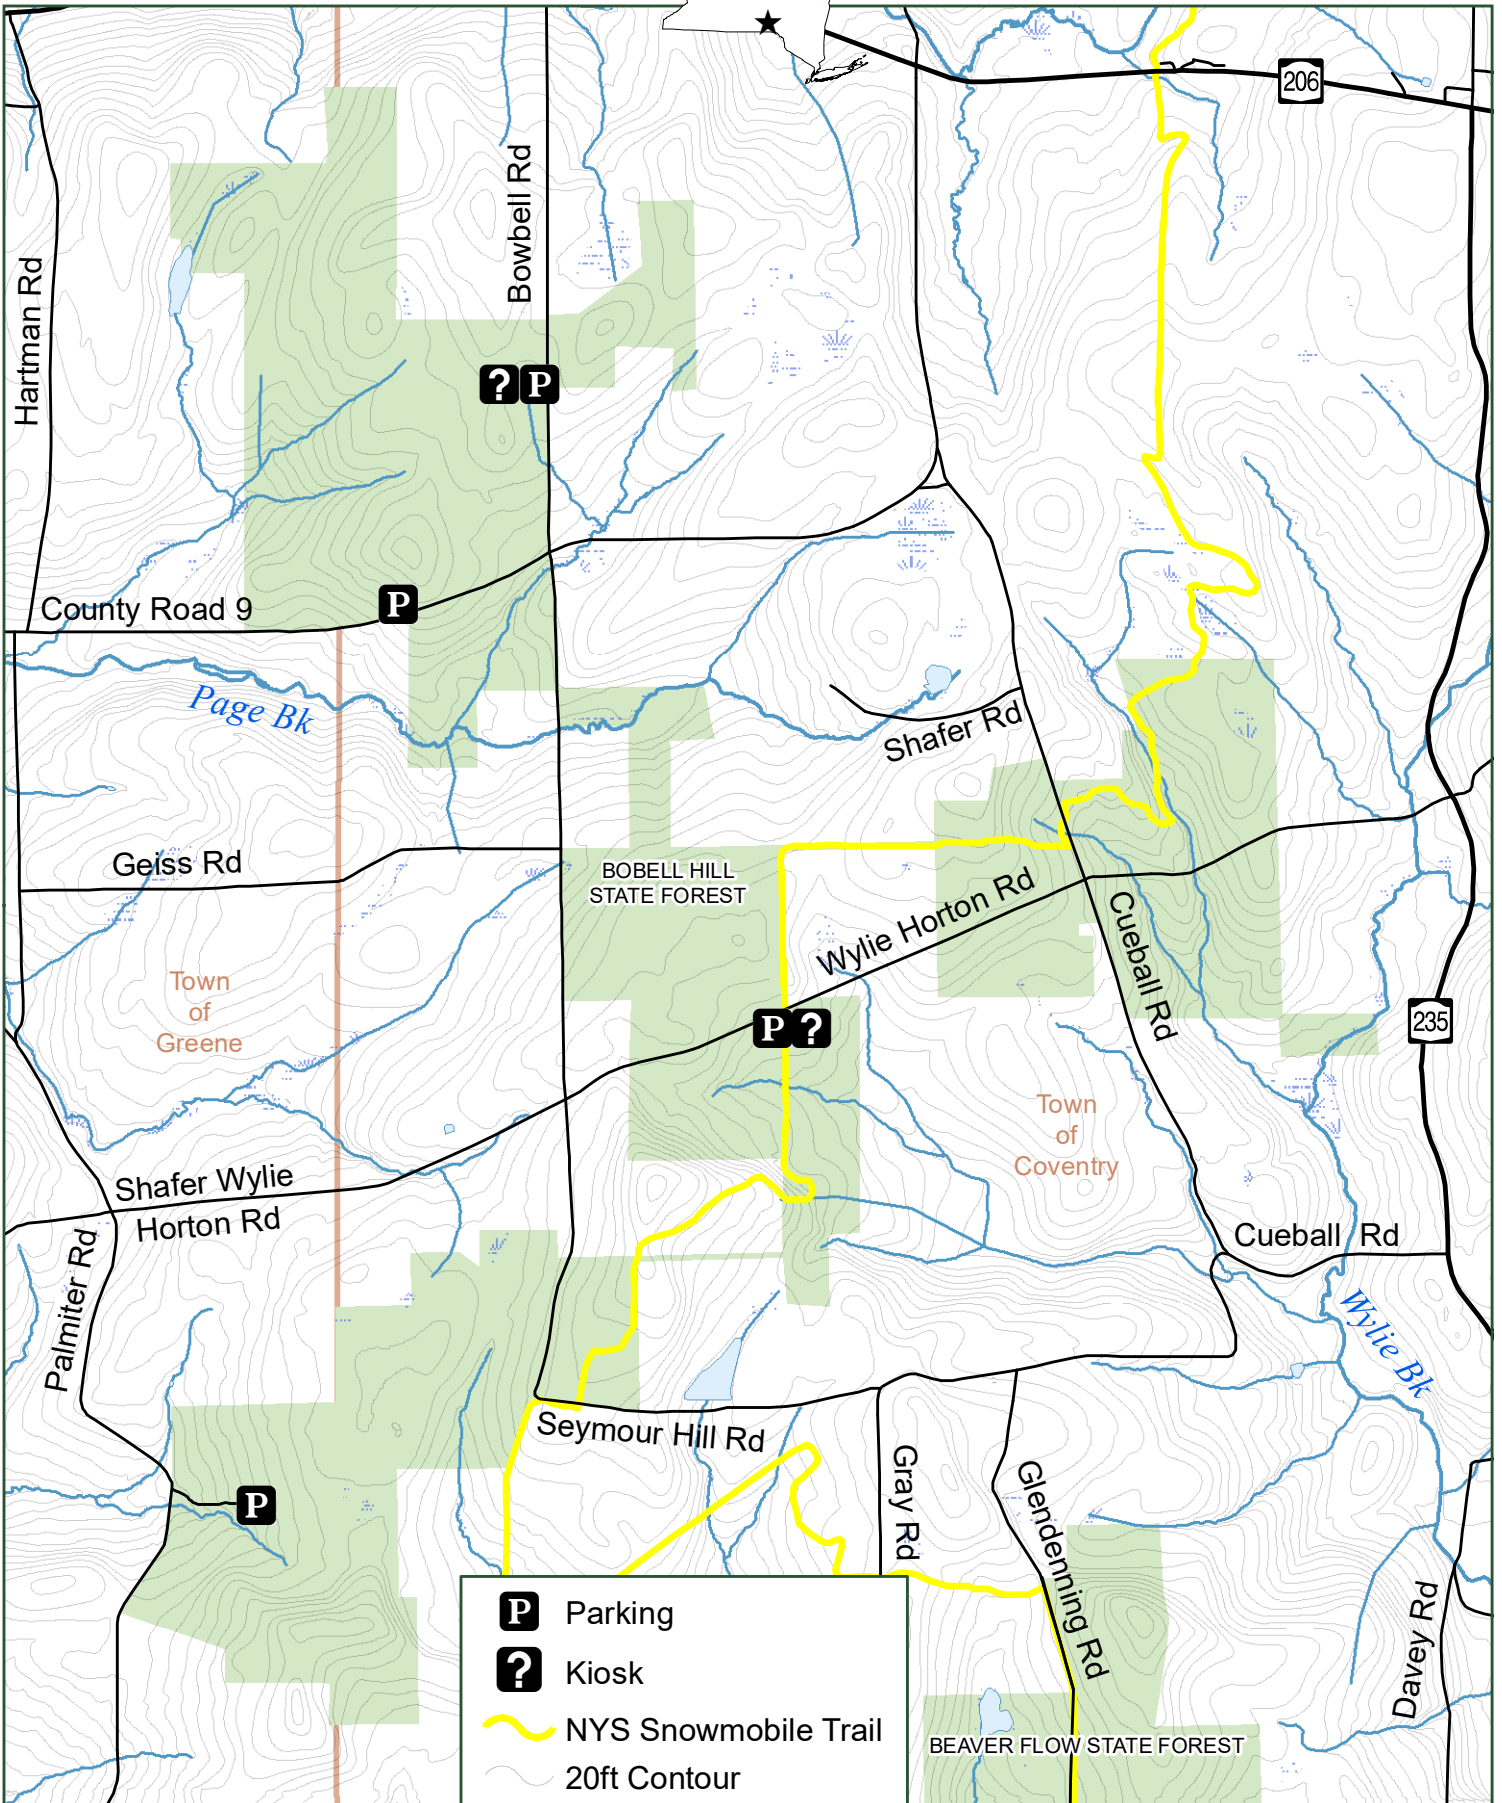 206
Bowbell Rd
Hartman Rd
? P
P
County Road 9
Page Bk
Shafer Rd
Geiss Rd
BOBELL HILL
STATE FOREST
Wylie Horton Rd
Cueball Rd
Town
of
Greene
P ?
235
Town
of
Coventry
Shafer Wylie
Horton Rd
Palmiter Rd
Cueball Rd
Wylie Bk
Seymour Hill Rd
Gray Rd
Glendenning Rd
P
Davey Rd
P Parking
? Kiosk
NYS Snowmobile Trail
20ft Contour
BEAVER FLOW STATE FOREST